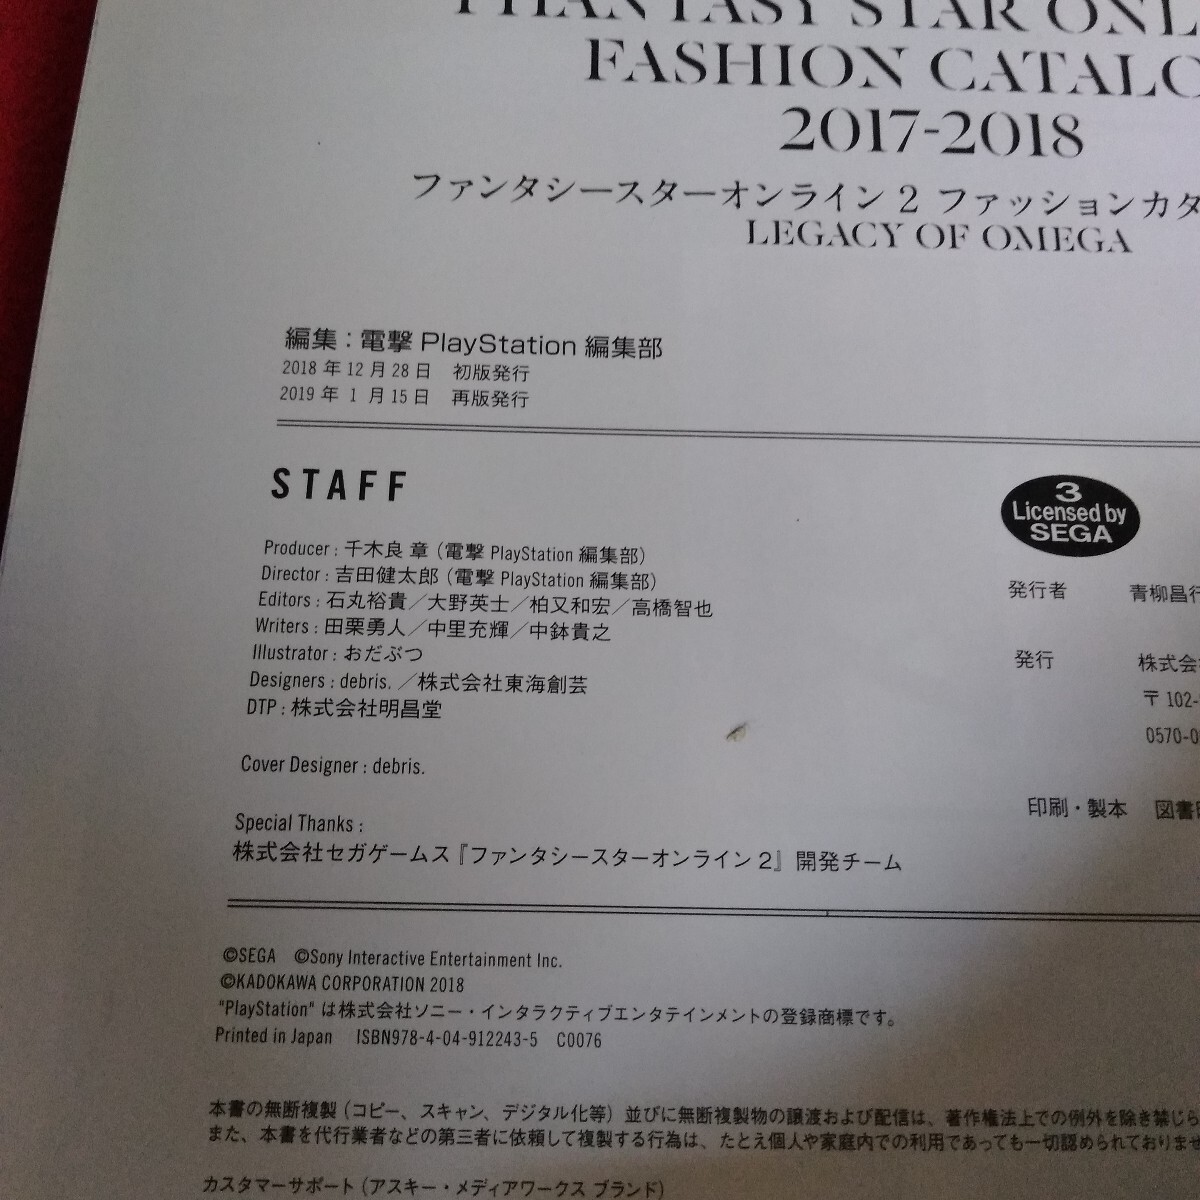 PHANTASY STAR ONL
FASHION CATALO
2017-2018
ファンタシースターオンライン 2 ファッションカタ
LEGACY OF OMEGA
編集：電撃 PlayStation 編集部
2018 年 12 月 28 日　初版発行
2019 年 1 月 15 日　再版発行
STAFF
Producer : 千木良 章（電撃 PlayStation 編集部）
Director : 吉田健太郎（電撃 PlayStation 編集部）
Editors : 石丸裕貴／大野英士／柏又和宏／高橋智也
Writers : 田栗勇人／中里充輝／中鉢貴之
Illustrator : おだぶつ
Designers : debris. ／株式会社東海創芸
DTP : 株式会社明昌堂
Cover Designer : debris.
Special Thanks :
株式会社セガゲームス『ファンタシースターオンライン 2』開発チーム
3
Licensed by
SEGA
発行者　青柳昌行
発行　株式会
〒 102-
0570-0
印刷・製本　図書
©SEGA　©Sony Interactive Entertainment Inc.
©KADOKAWA CORPORATION 2018
"PlayStation" は株式会社ソニー・インタラクティブエンタテインメントの登録商標です。
Printed in Japan　ISBN978-4-04-912243-5　C0076
本書の無断複製（コピー、スキャン、デジタル化等）並びに無断複製物の譲渡および配信は、著作権法上での例外を除き禁じら
また、本書を代行業者などの第三者に依頼して複製する行為は、たとえ個人や家庭内での利用であっても一切認められておりませ
カスタマーサポート（アスキー・メディアワークス ブランド）